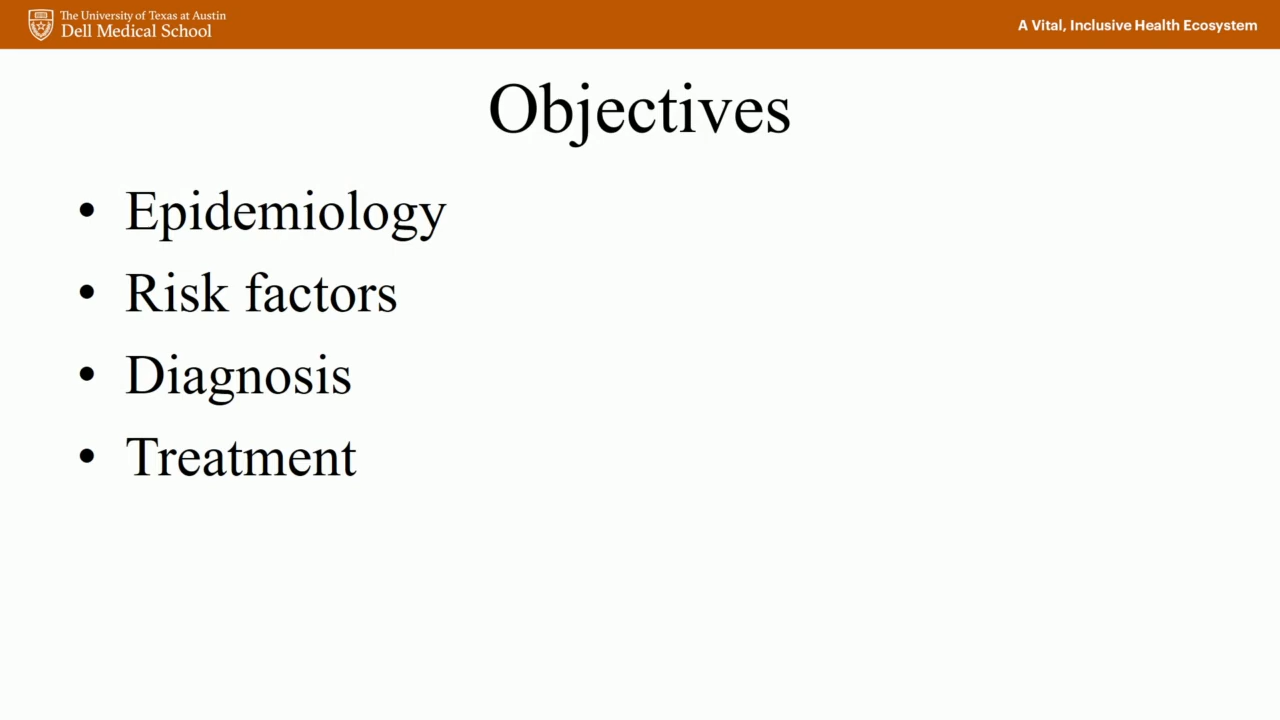 The University of Texas at Austin
Dell Medical School
A Vital, Inclusive Health Ecosystem
Objectives
• Epidemiology
• Risk factors
• Diagnosis
• Treatment